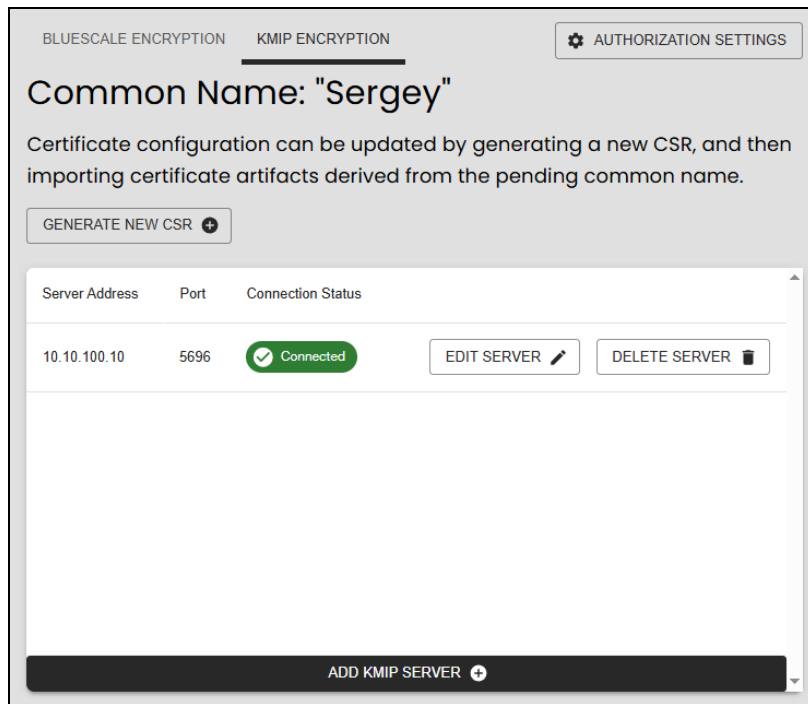 BLUESCALE ENCRYPTION KMIP ENCRYPTION AUTHORIZATION SETTINGS
Common Name: "Sergey"
Certificate configuration can be updated by generating a new CSR, and then
importing certificate artifacts derived from the pending common name.
GENERATE NEW CSR
Server Address Port Connection Status
10.10.100.10 5696 Connected EDIT SERVER DELETE SERVER
ADD KMIP SERVER